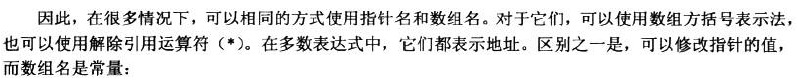 因此，在很多情况下，可以相同的方式使用指针名和数组名。对于它们，可以使用数组方括号表示法，
也可以使用解除引用运算符（*）。在多数表达式中，它们都表示地址。区别之一是，可以修改指针的值，
而数组名是常量：